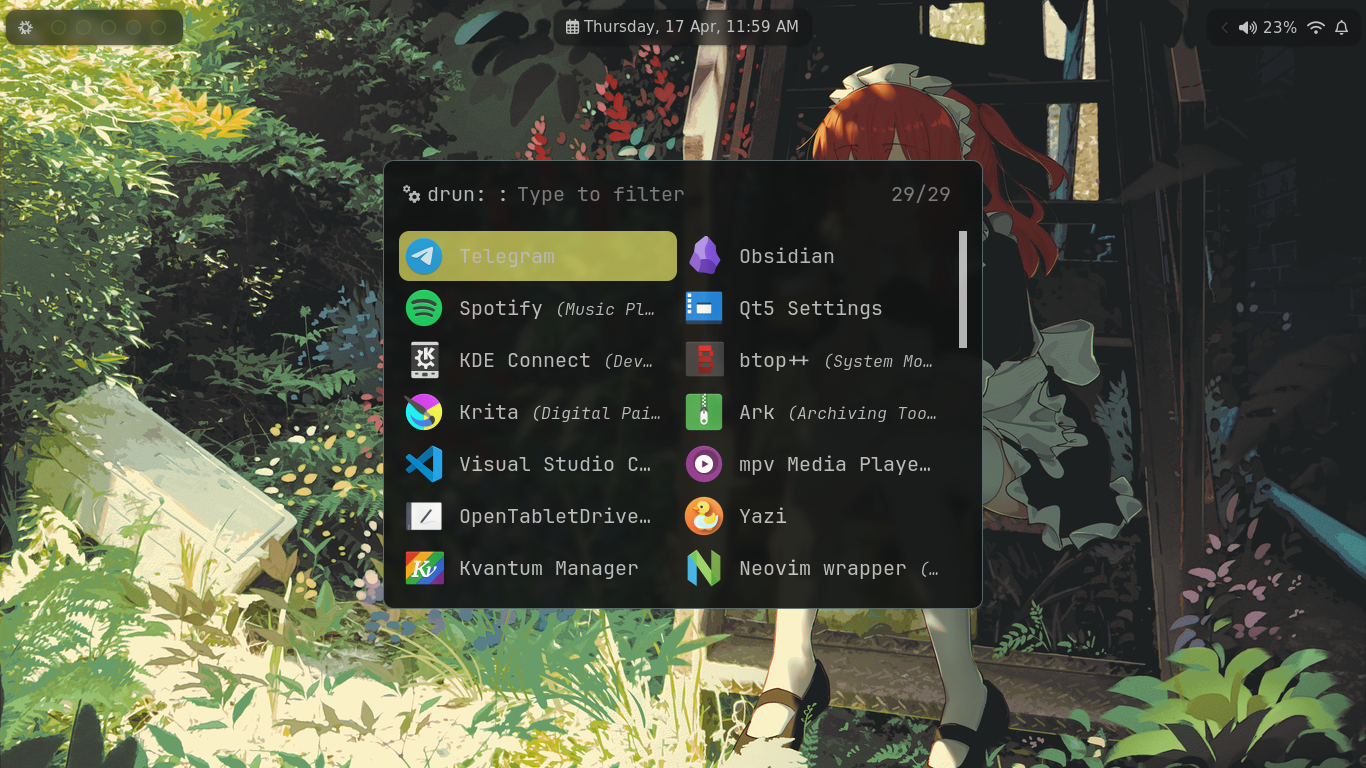 Thursday, 17 Apr, 11:59 AM
23%
drun: : Type to filter 29/29
Telegram
Obsidian
Spotify (Music Pl…
Qt5 Settings
KDE Connect (Dev…
btop++ (System Mo…
Krita (Digital Pai…
Ark (Archiving Too…
Visual Studio C…
mpv Media Playe…
OpenTabletDrive…
Yazi
Kvantum Manager
Neovim wrapper (…